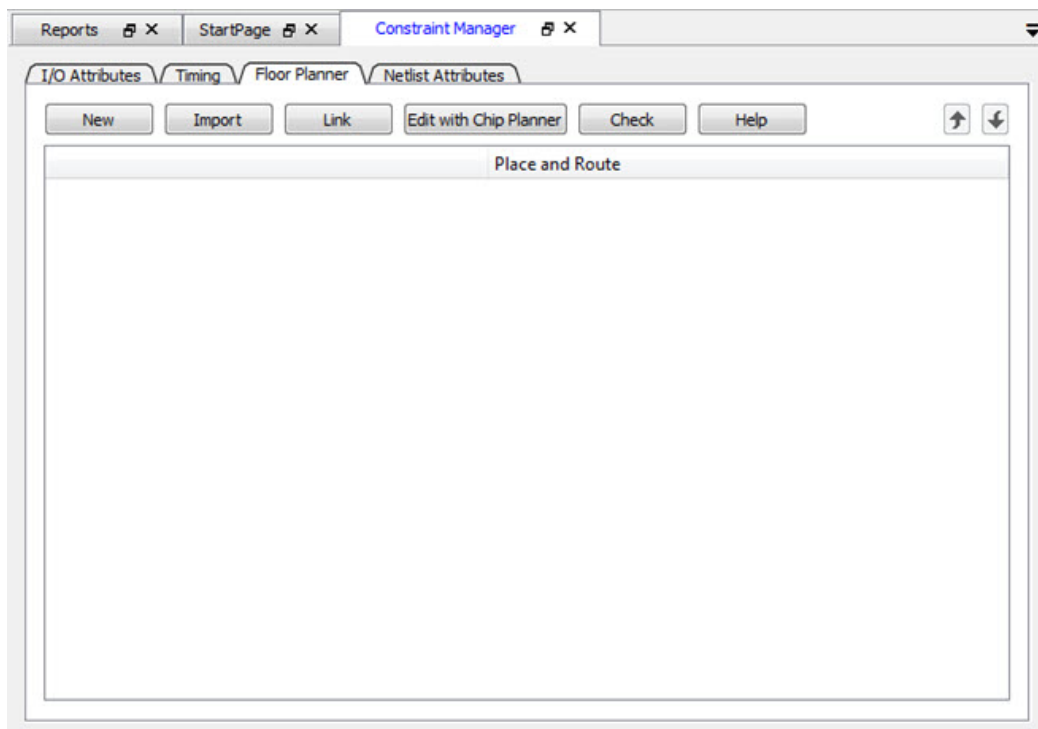 Reports StartPage Constraint Manager
I/O Attributes Timing Floor Planner Netlist Attributes
New Import Link Edit with Chip Planner Check Help
Place and Route